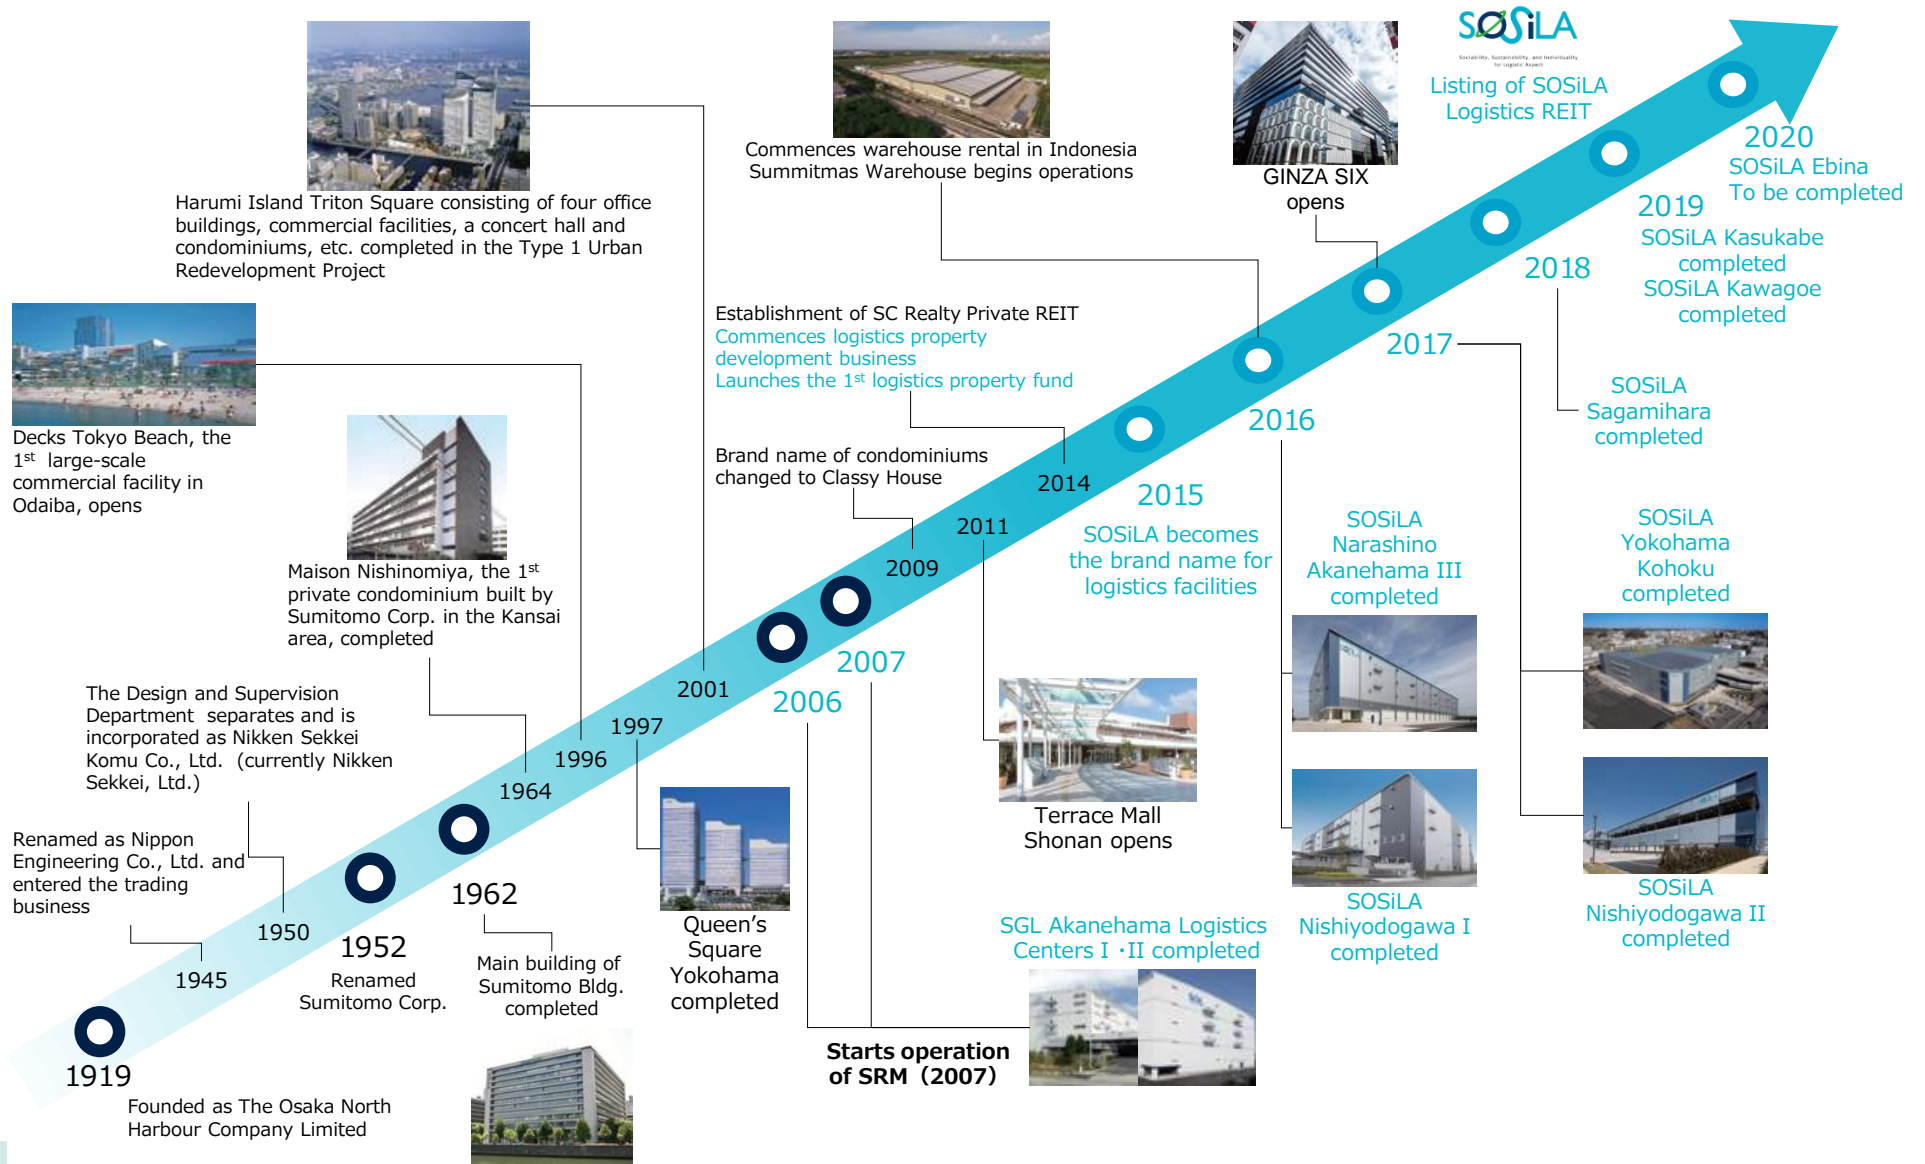 SOSiLA
Sociability, Sustainability, and Individuality
for Logistic Aspect
Listing of SOSiLA
Logistics REIT
2020
SOSiLA Ebina
To be completed
2019
SOSiLA Kasukabe
completed
SOSiLA Kawagoe
completed
2018
SOSiLA
Sagamihara
completed
GINZA SIX
opens
2017
SOSiLA
Yokohama
Kohoku
completed
SOSiLA
Nishiyodogawa II
completed
Commences warehouse rental in Indonesia
Summitmas Warehouse begins operations
2016
SOSiLA
Narashino
Akanehama III
completed
SOSiLA
Nishiyodogawa I
completed
2015
SOSiLA becomes
the brand name for
logistics facilities
Establishment of SC Realty Private REIT
Commences logistics property
development business
Launches the 1st logistics property fund
2014
2011
Terrace Mall
Shonan opens
Brand name of condominiums
changed to Classy House
2009
2007
2006
SGL Akanehama Logistics
Centers I ・II completed
Starts operation
of SRM（2007）
Harumi Island Triton Square consisting of four office
buildings, commercial facilities, a concert hall and
condominiums, etc. completed in the Type 1 Urban
Redevelopment Project
2001
1997
Queen’s
Square
Yokohama
completed
Decks Tokyo Beach, the
1st large-scale
commercial facility in
Odaiba, opens
1996
Maison Nishinomiya, the 1st
private condominium built by
Sumitomo Corp. in the Kansai
area, completed
1964
1962
Main building of
Sumitomo Bldg.
completed
1952
Renamed
Sumitomo Corp.
The Design and Supervision
Department separates and is
incorporated as Nikken Sekkei
Komu Co., Ltd. (currently Nikken
Sekkei, Ltd.)
1950
Renamed as Nippon
Engineering Co., Ltd. and
entered the trading
business
1945
1919
Founded as The Osaka North
Harbour Company Limited